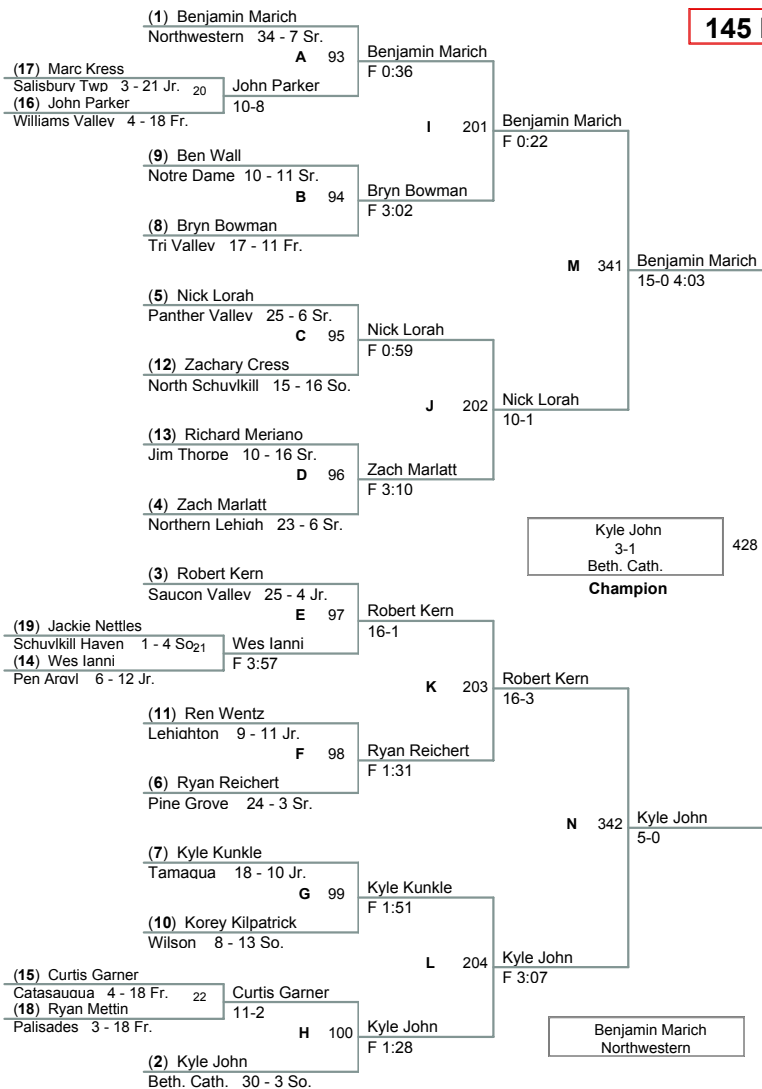 145
(1) Benjamin Marich
Northwestern 34 - 7 Sr.
A 93
(17) Marc Kress
Salisbury Twp 3 - 21 Jr. 20
(16) John Parker
Williams Valley 4 - 18 Fr.
John Parker
10-8
Benjamin Marich
F 0:36
I 201
(9) Ben Wall
Notre Dame 10 - 11 Sr.
B 94
(8) Bryn Bowman
Tri Valley 17 - 11 Fr.
Bryn Bowman
F 3:02
Benjamin Marich
F 0:22
M 341
Benjamin Marich
15-0 4:03
(5) Nick Lorah
Panther Valley 25 - 6 Sr.
C 95
(12) Zachary Cress
North Schuylkill 15 - 16 So.
Nick Lorah
F 0:59
J 202
(13) Richard Meriano
Jim Thorpe 10 - 16 Sr.
D 96
(4) Zach Marlatt
Northern Lehigh 23 - 6 Sr.
Zach Marlatt
F 3:10
Nick Lorah
10-1
Kyle John
3-1
Beth. Cath.
428
Champion
(3) Robert Kern
Saucon Valley 25 - 4 Jr.
E 97
(19) Jackie Nettles
Schuylkill Haven 1 - 4 So. 21
(14) Wes Ianni
Pen Argyl 6 - 12 Jr.
Wes Ianni
F 3:57
Robert Kern
16-1
K 203
(11) Ren Wentz
Lehighton 9 - 11 Jr.
F 98
(6) Ryan Reichert
Pine Grove 24 - 3 Sr.
Ryan Reichert
F 1:31
Robert Kern
16-3
N 342
Kyle John
5-0
(7) Kyle Kunkle
Tamaqua 18 - 10 Jr.
G 99
(10) Korey Kilpatrick
Wilson 8 - 13 So.
Kyle Kunkle
F 1:51
L 204
Kyle John
F 3:07
(15) Curtis Garner
Catasauqua 4 - 18 Fr. 22
(18) Ryan Mettin
Palisades 3 - 18 Fr.
Curtis Garner
11-2
H 100
(2) Kyle John
Beth. Cath. 30 - 3 So.
Kyle John
F 1:28
Benjamin Marich
Northwestern